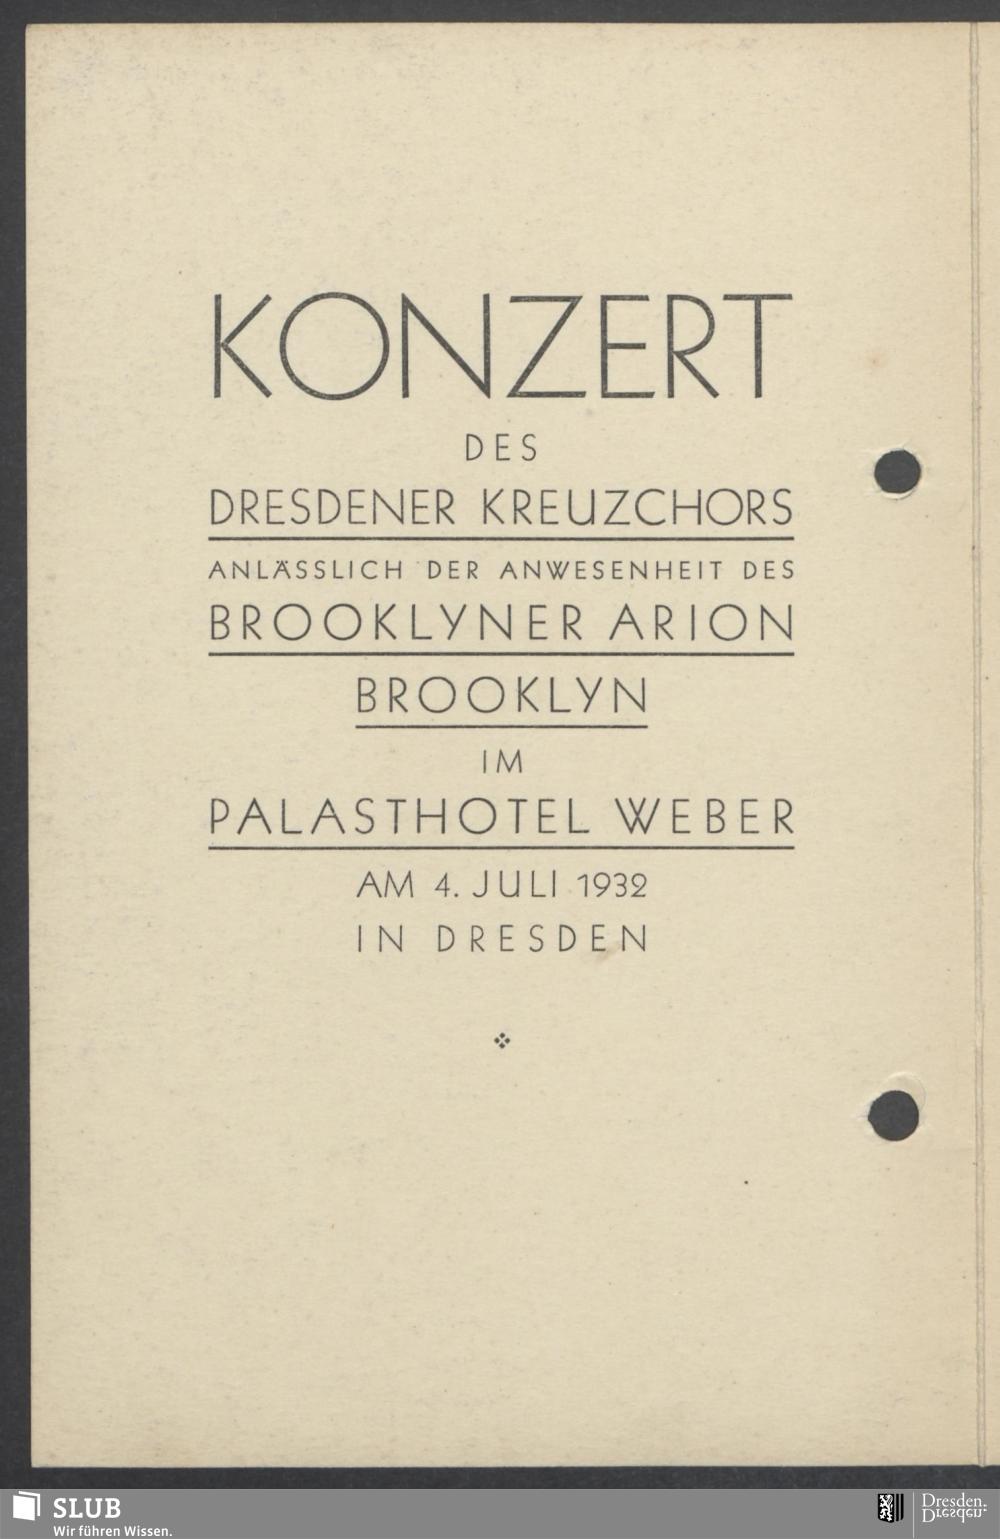 KONZERT
DES
DRESDENER KREUZCHORS
ANLÄSSLICH DER ANWESENHEIT DES
BROOKLYNER ARION
BROOKLYN
IM
PALASTHOTEL WEBER
AM 4. JULI 1932
IN DRESDEN
SLUB
Wir führen Wissen.
Dresden.
Dresden.